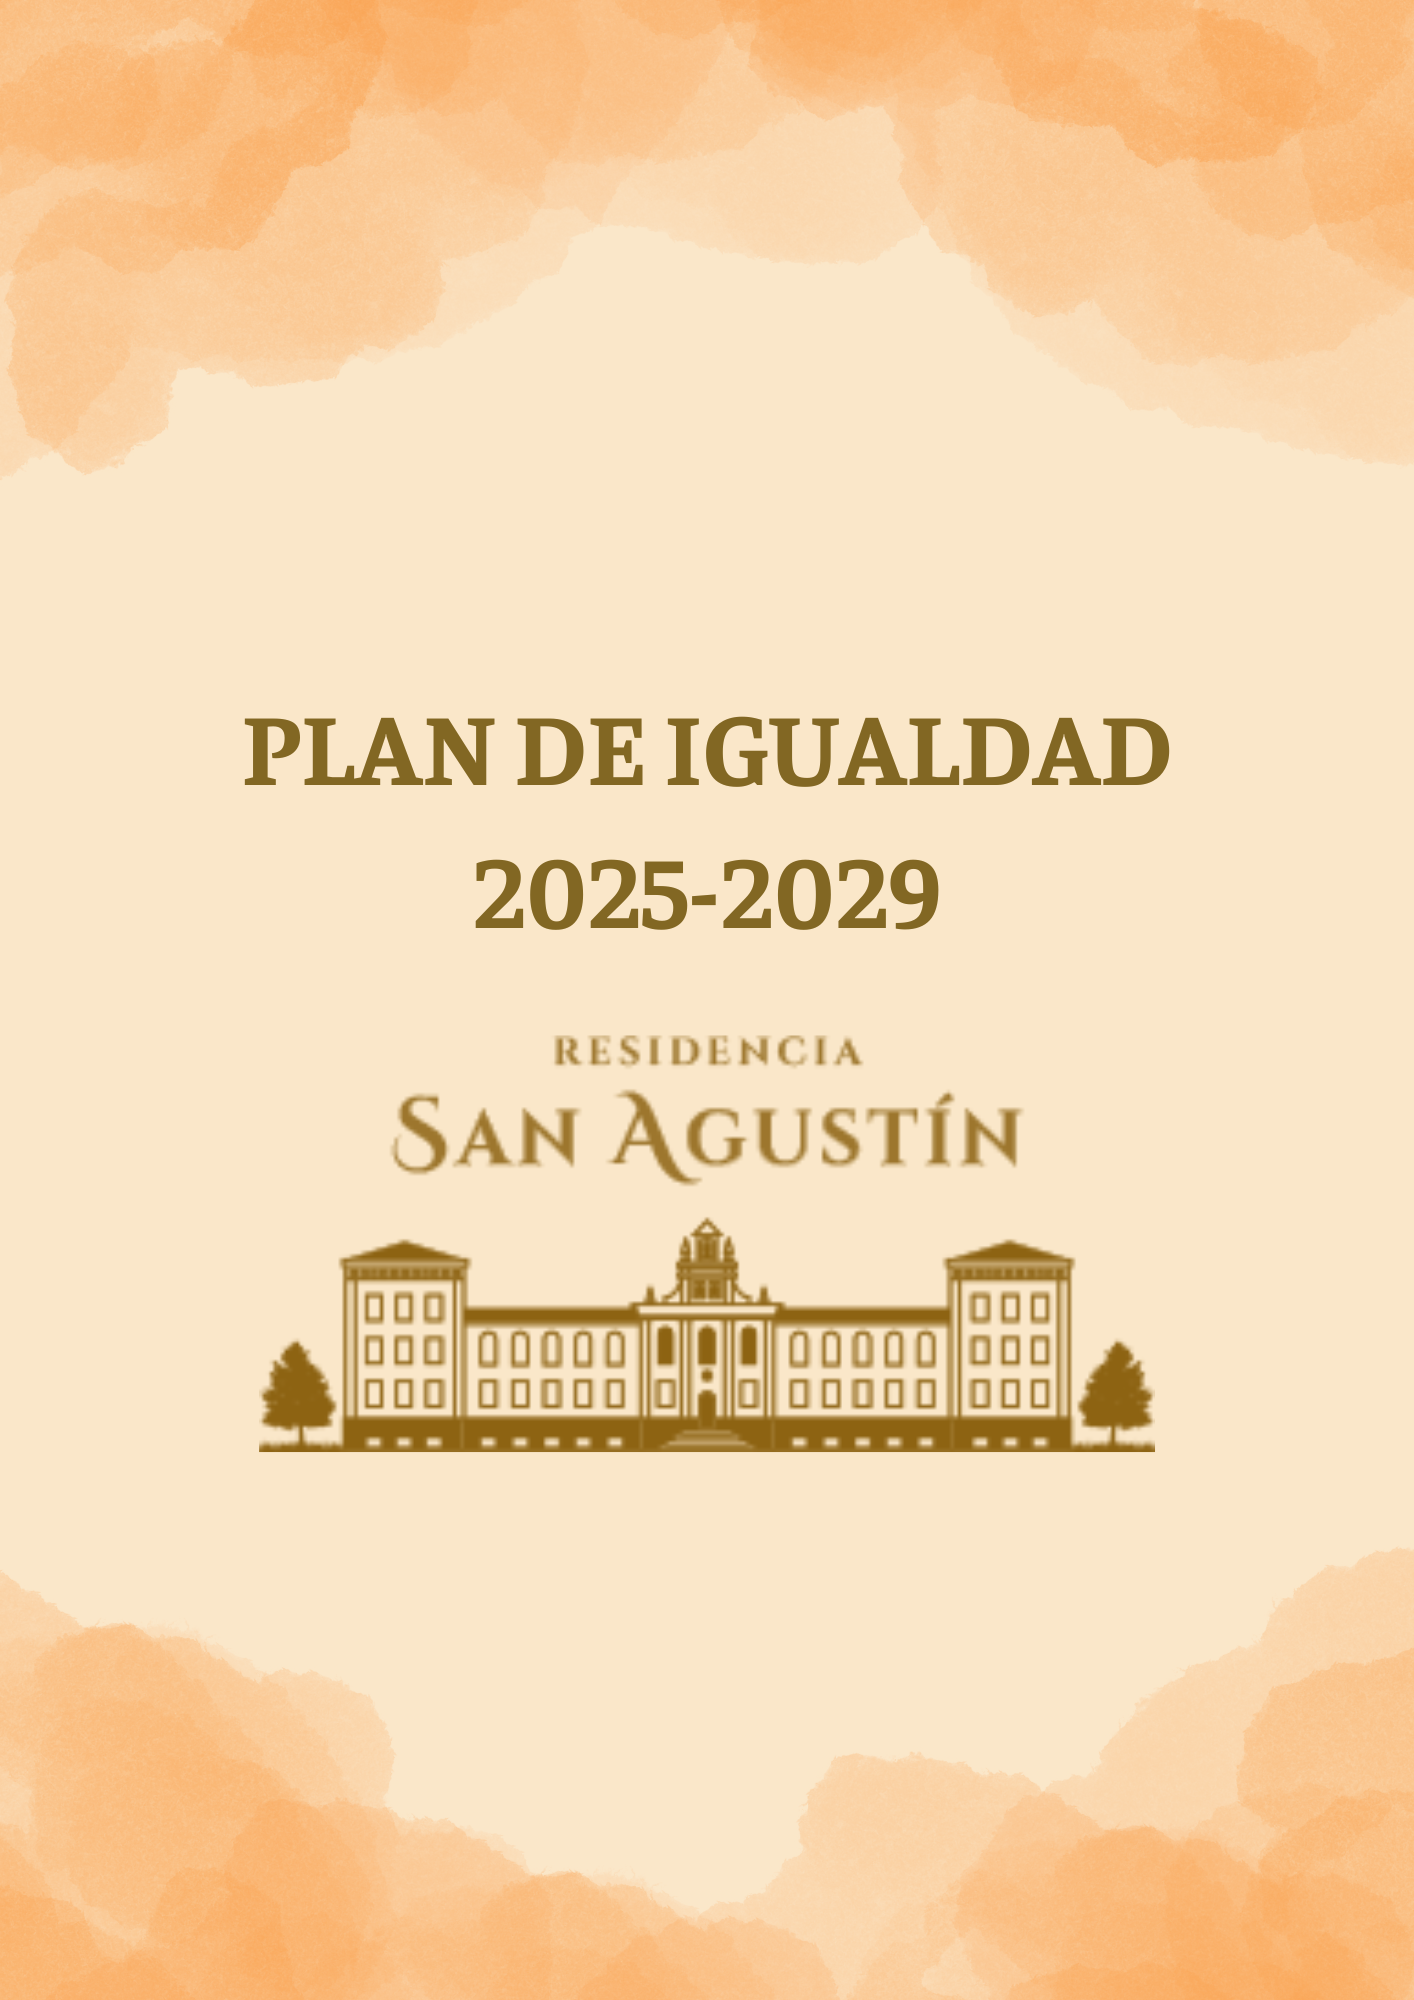 PLAN DE IGUALDAD
2025-2029
RESIDENCIA
SAN AGUSTÍN